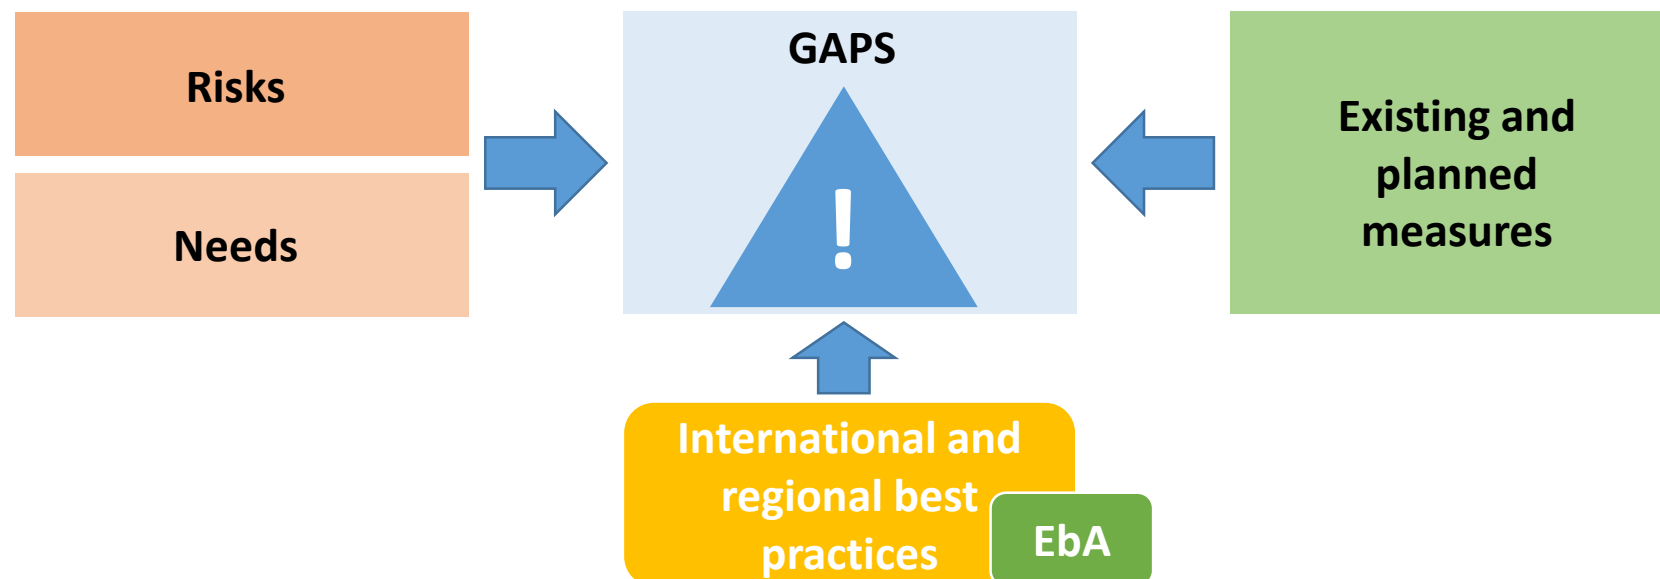 Risks
Needs
GAPS
!
Existing and
planned
measures
International and
regional best
practices
EbA